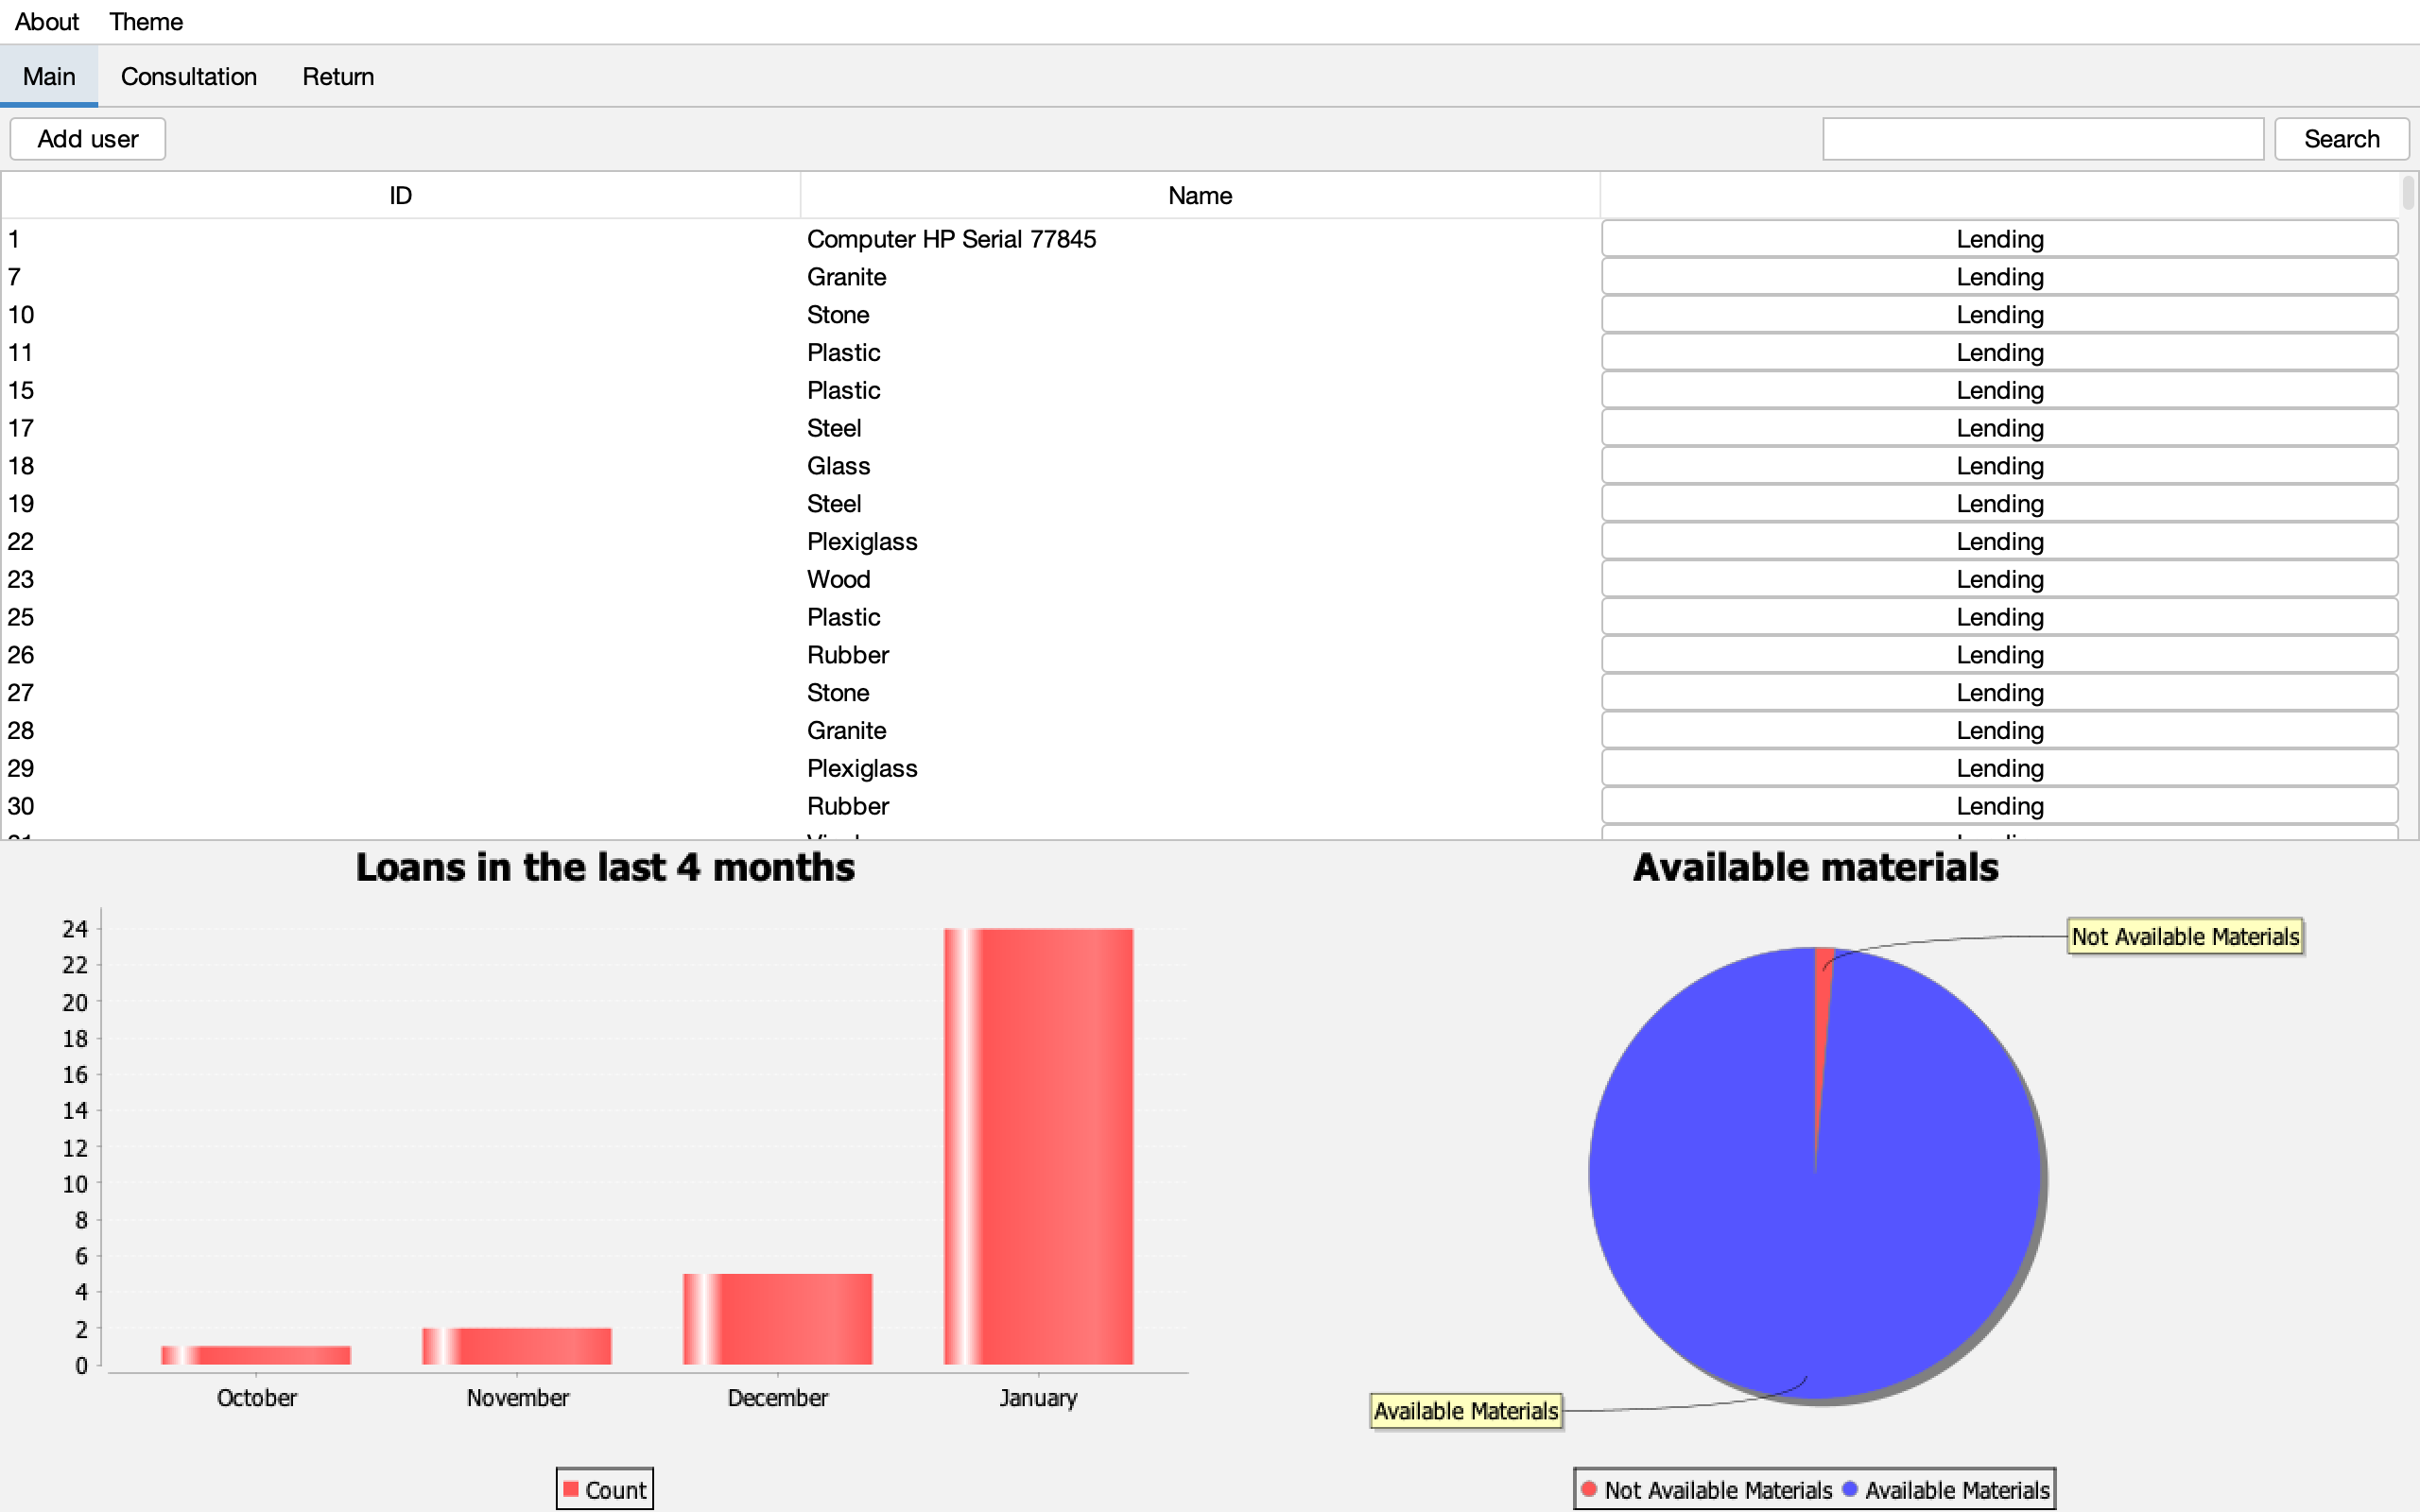 About Theme
Main Consultation Return
Add user Search
ID Name
1 Computer HP Serial 77845 Lending
7 Granite Lending
10 Stone Lending
11 Plastic Lending
15 Plastic Lending
17 Steel Lending
18 Glass Lending
19 Steel Lending
22 Plexiglass Lending
23 Wood Lending
25 Plastic Lending
26 Rubber Lending
27 Stone Lending
28 Granite Lending
29 Plexiglass Lending
30 Rubber Lending
Loans in the last 4 months
24
22
20
18
16
14
12
10
8
6
4
2
0
October November December January
Count
Available materials
Not Available Materials
Available Materials
Not Available Materials Available Materials